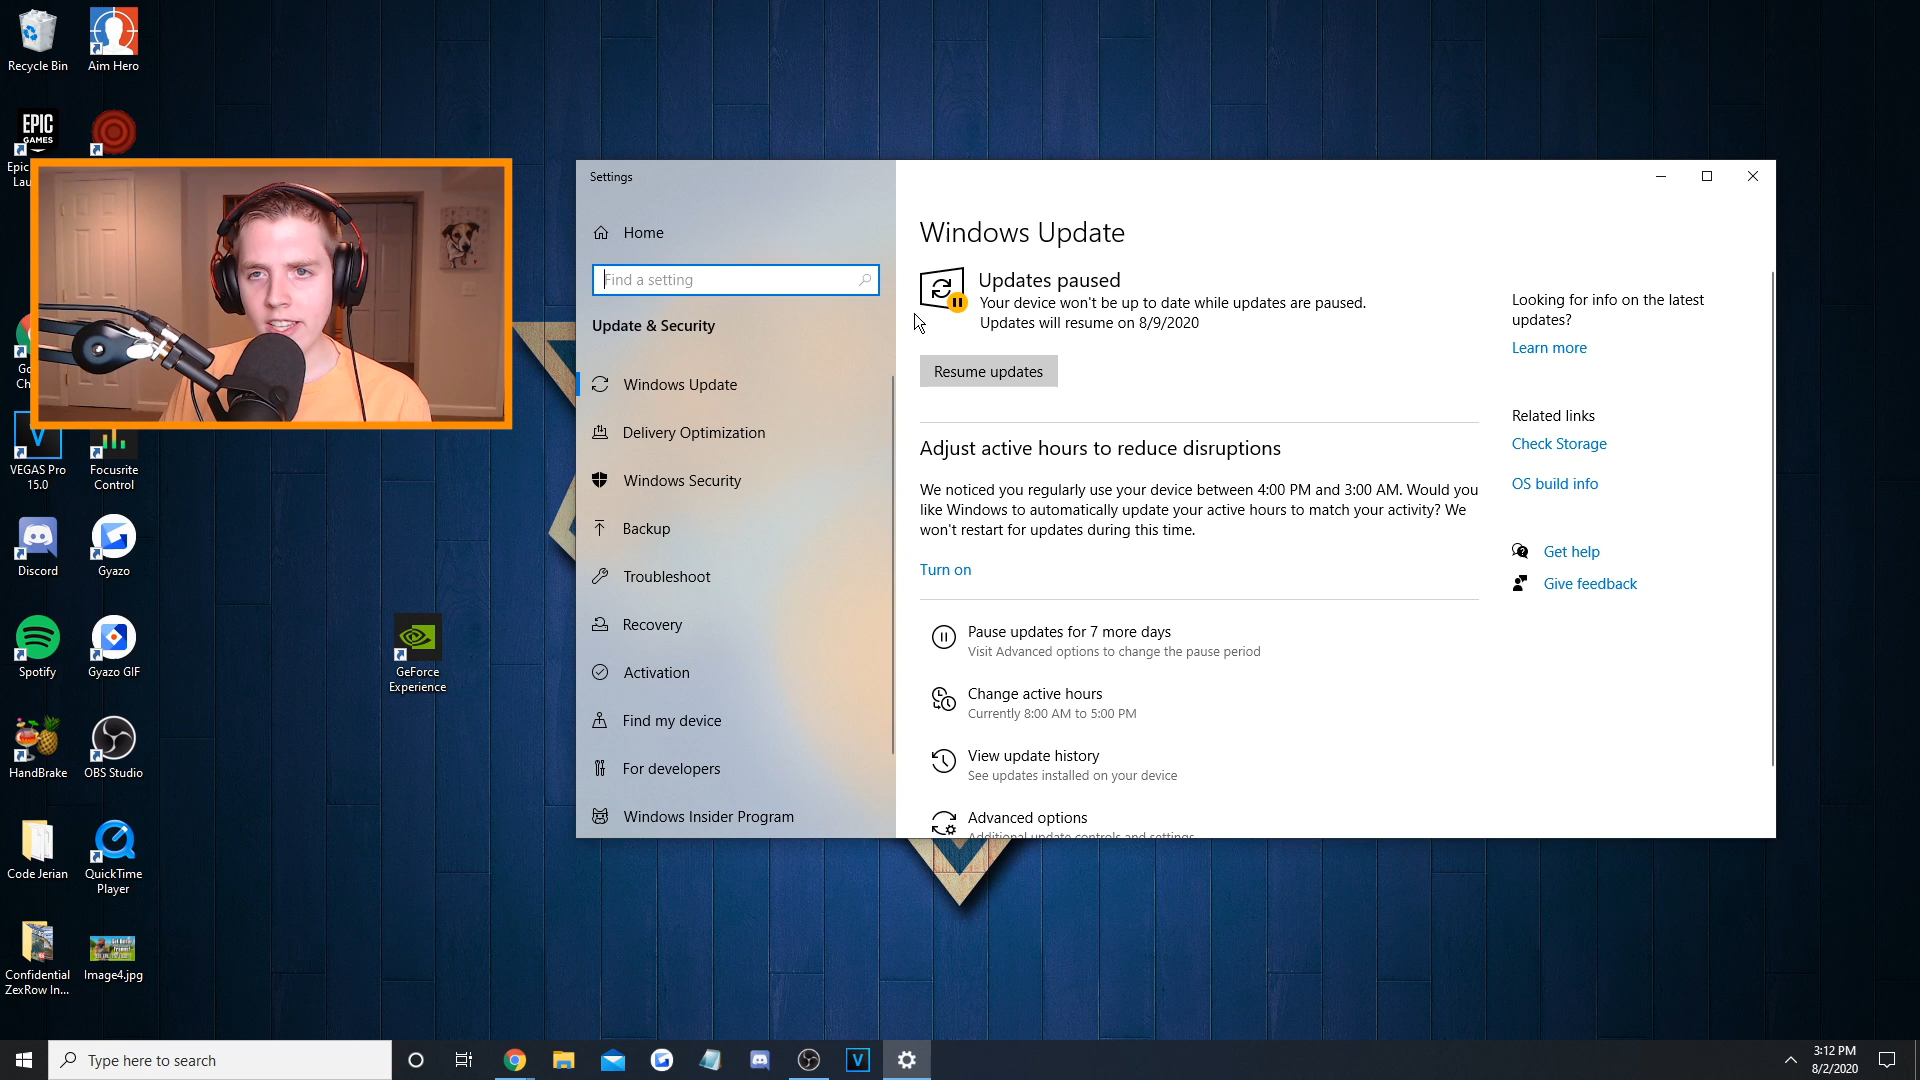 Recycle Bin
Aim Hero
EPIC
GAMES
Epic
Lau
Go
Ch
V
VEGAS Pro
15.0
Focusrite
Control
Discord
Gyazo
Spotify
Gyazo GIF
HandBrake
OBS Studio
Code Jerian
QuickTime
Player
Confidential
ZexRow In...
Image4.jpg
GeForce
Experience
Settings
Home
Find a setting
Update & Security
Windows Update
Delivery Optimization
Windows Security
Backup
Troubleshoot
Recovery
Activation
Find my device
For developers
Windows Insider Program
Windows Update
Updates paused
Your device won't be up to date while updates are paused.
Updates will resume on 8/9/2020
Resume updates
Adjust active hours to reduce disruptions
We noticed you regularly use your device between 4:00 PM and 3:00 AM. Would you
like Windows to automatically update your active hours to match your activity? We
won't restart for updates during this time.
Turn on
Pause updates for 7 more days
Visit Advanced options to change the pause period
Change active hours
Currently 8:00 AM to 5:00 PM
View update history
See updates installed on your device
Advanced options
Additional update controls and settings
Looking for info on the latest
updates?
Learn more
Related links
Check Storage
OS build info
Get help
Give feedback
Type here to search
V
3:12 PM
8/2/2020